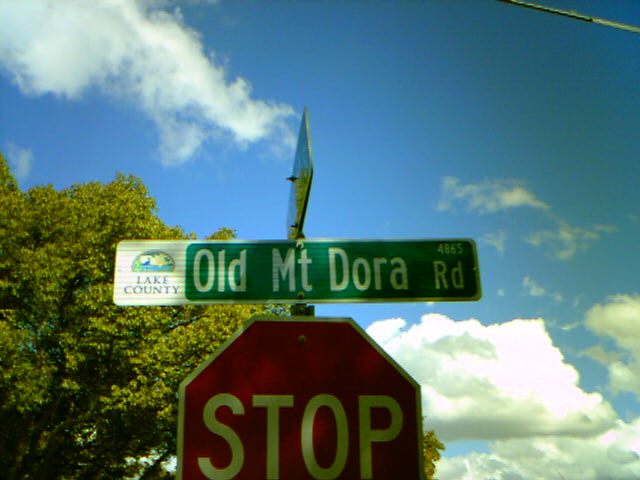 4865
Old Mt Dora Rd
LAKE
COUNTY
STOP